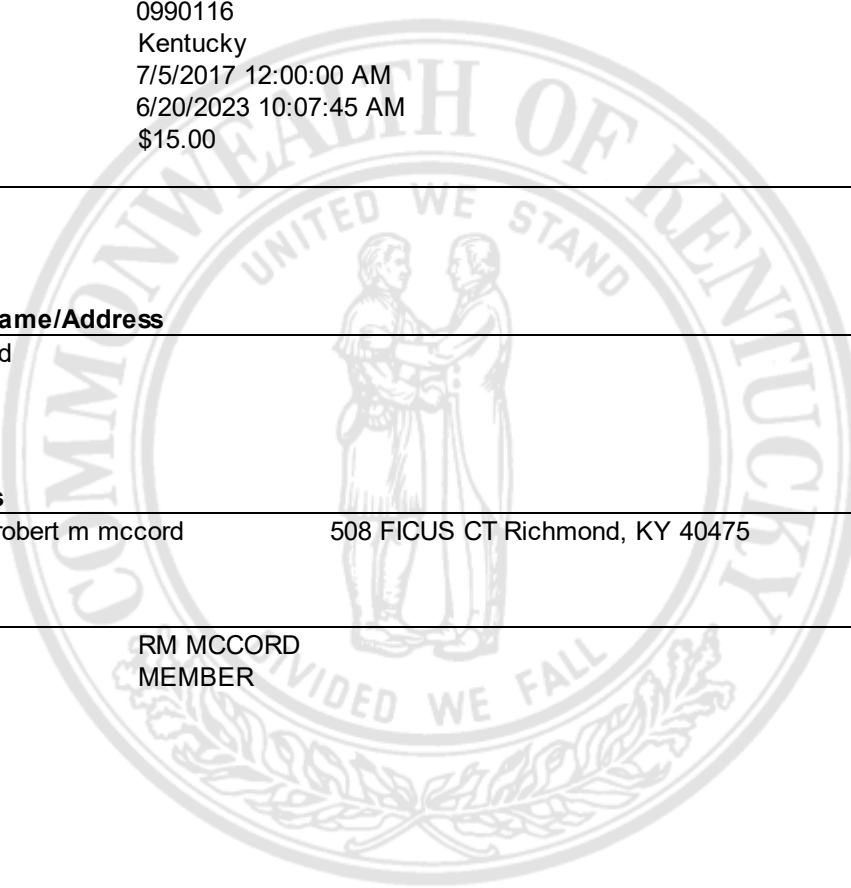 0990116
Kentucky
7/5/2017 12:00:00 AM
6/20/2023 10:07:45 AM
$15.00
COMMONWEALTH OF KENTUCKY
UNITED WE STAND
ame/Address
d
s
robert m mccord 508 FICUS CT Richmond, KY 40475
RM MCCORD
MEMBER
DIVIDED WE FALL